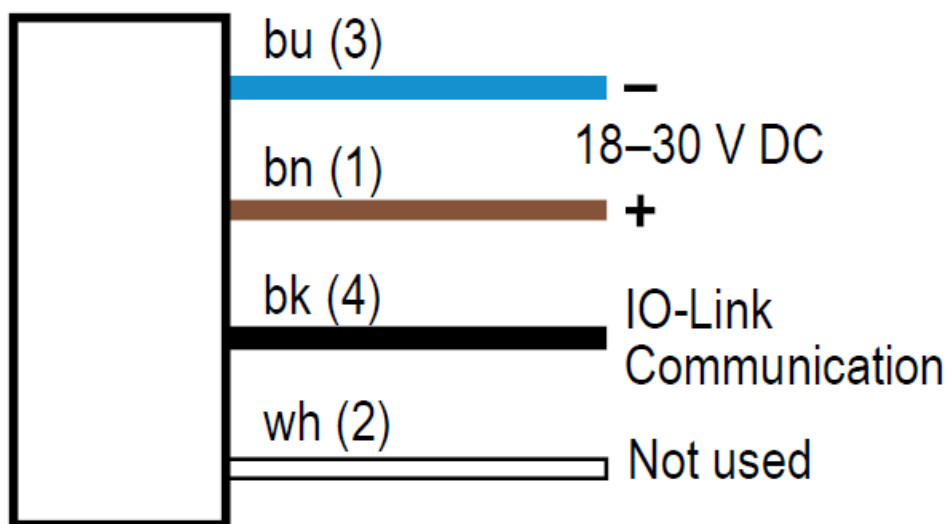 bu (3)
–
18–30 V DC
bn (1)
+
bk (4)
IO-Link
Communication
wh (2)
Not used